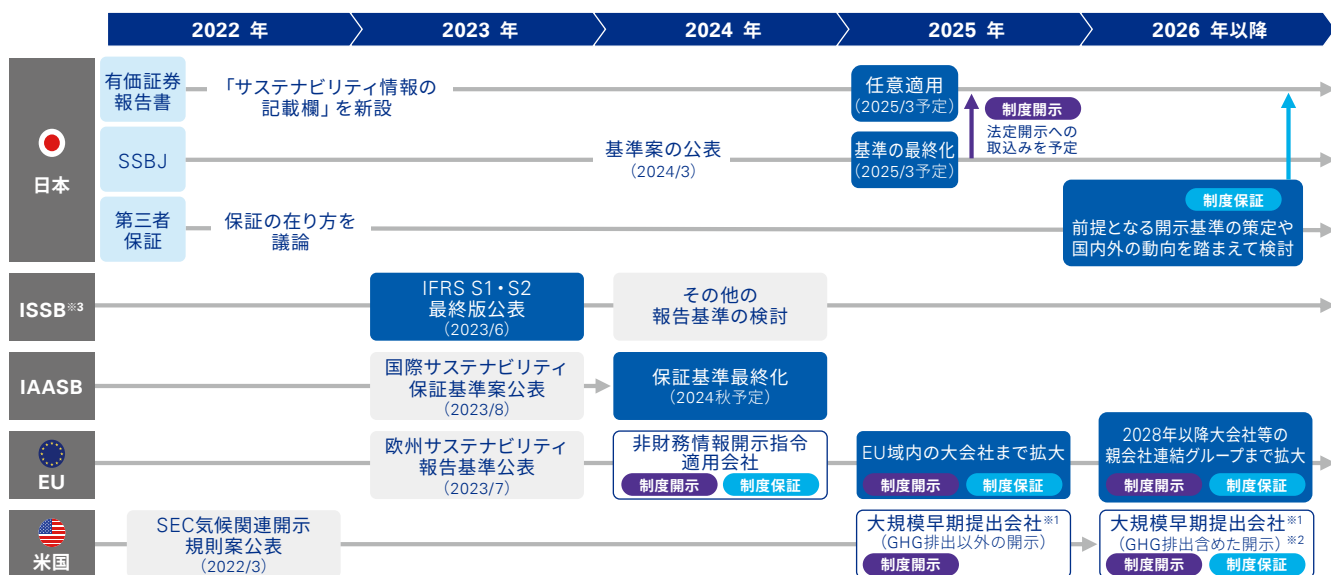 2022 年
2023 年
2024 年
2025 年
2026 年以降
日本
有価証券
報告書
「サステナビリティ情報の
記載欄」を新設
任意適用
(2025/3予定)
制度開示
法定開示への
取込みを予定
SSBJ
基準案の公表
(2024/3)
基準の最終化
(2025/3予定)
第三者
保証
保証の在り方を
議論
制度保証
前提となる開示基準の策定や
国内外の動向を踏まえて検討
ISSB※3
IFRS S1・S2
最終版公表
(2023/6)
その他の
報告基準の検討
IAASB
国際サステナビリティ
保証基準案公表
(2023/8)
保証基準最終化
(2024秋予定)
EU
欧州サステナビリティ
報告基準公表
(2023/7)
非財務情報開示指令
適用会社
制度開示 制度保証
EU域内の大会社まで拡大
制度開示 制度保証
2028年以降大会社等の
親会社連結グループまで拡大
制度開示 制度保証
米国
SEC気候関連開示
規則案公表
(2022/3)
大規模早期提出会社※1
(GHG排出以外の開示)
制度開示
大規模早期提出会社※1
(GHG排出含めた開示)※2
制度開示 制度保証